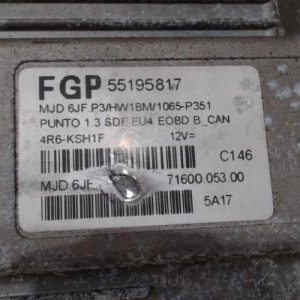 FGP 55195817
MJD 6JF.P3/HW1BM/1065-P351
PUNTO 1.3 SDE EU4 EOBD B_CAN
4R6-KSH1F 12V=
C146
MJD 6JF 71600.053.00
5A17